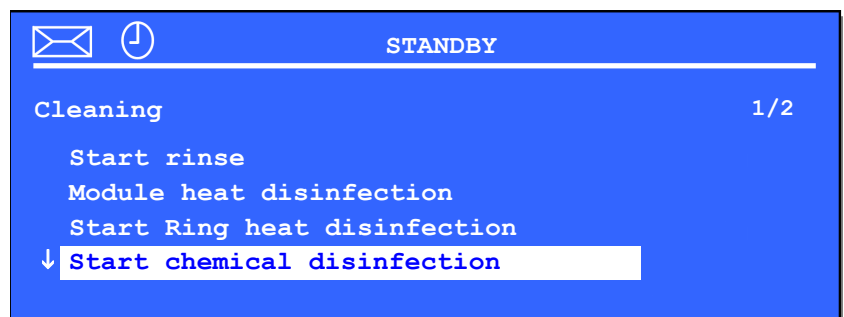 STANDBY
Cleaning 1/2
Start rinse
Module heat disinfection
Start Ring heat disinfection
↓ Start chemical disinfection